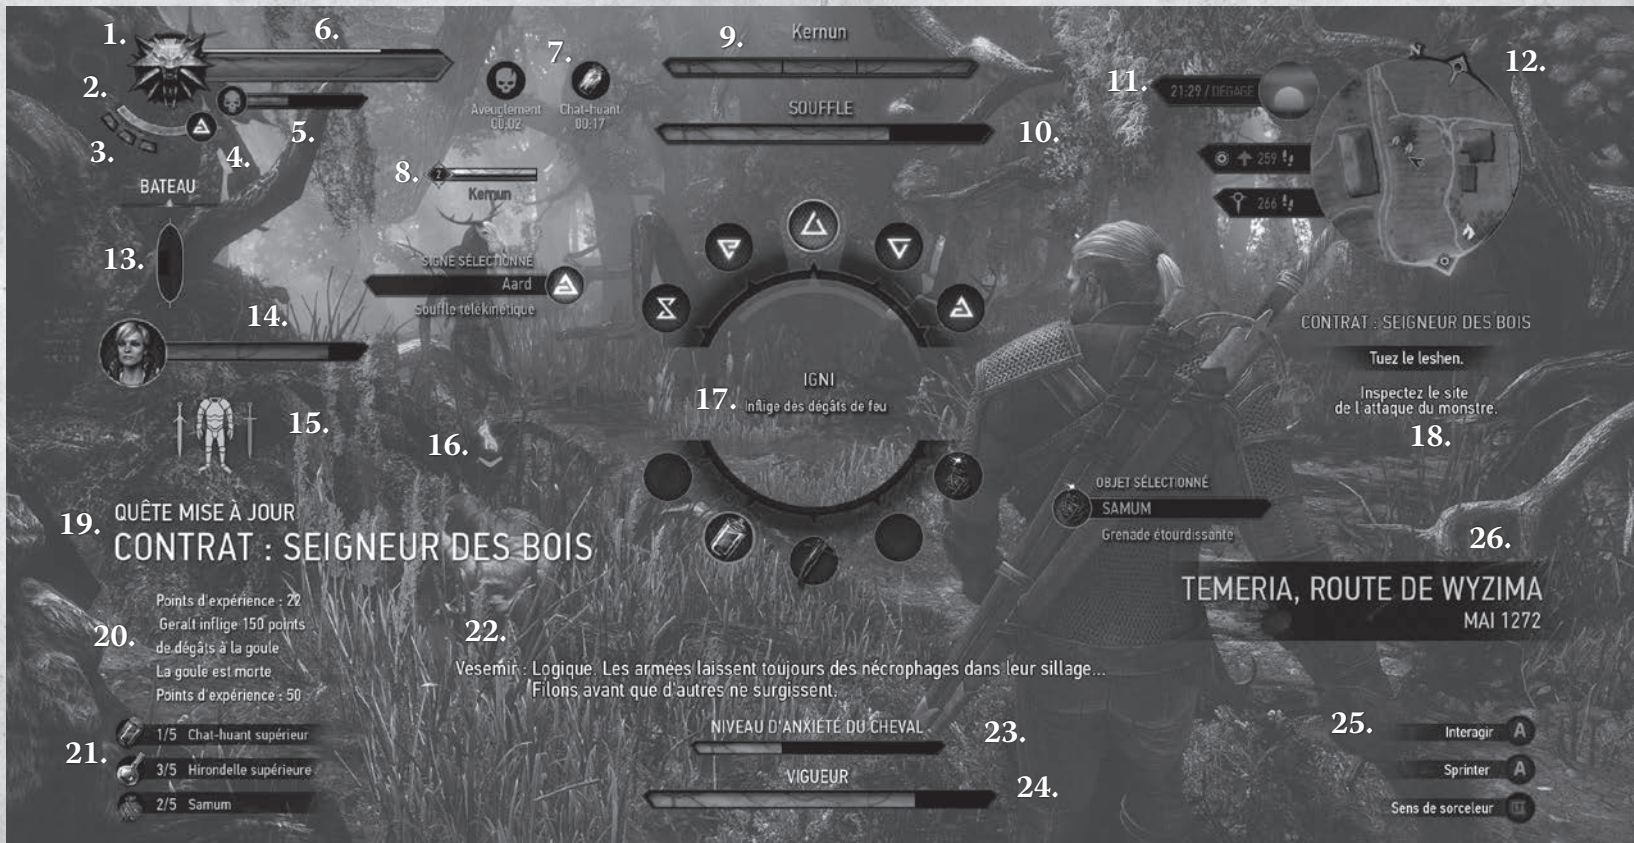 1.
2.
3.
4.
5.
6.
7.
Aveuglement
00:02
Chat-huant
00:17
8.
2
Kernun
9.
Kernun
SOUFFLE
10.
11.
21:29 / DÉGAGÉ
259
266
12.
N
BATEAU
13.
SIGNE SÉLECTIONNÉ
Aard
Souffle télékinétique
14.
15.
16.
17.
IGNI
Inflige des dégâts de feu
CONTRAT : SEIGNEUR DES BOIS
Tuez le leshen.
Inspectez le site
de l'attaque du monstre.
18.
OBJET SÉLECTIONNÉ
SAMUM
Grenade étourdissante
19.
QUÊTE MISE À JOUR
CONTRAT : SEIGNEUR DES BOIS
20.
Points d'expérience : 22
Geralt inflige 150 points
de dégâts à la goule
La goule est morte
Points d'expérience : 50
21.
1/5 Chat-huant supérieur
3/5 Hirondelle supérieure
2/5 Samum
22.
Vesemir : Logique. Les armées laissent toujours des nécrophages dans leur sillage...
Filons avant que d'autres ne surgissent.
NIVEAU D'ANXIÉTÉ DU CHEVAL
23.
VIGUEUR
24.
25.
Interagir A
Sprinter A
Sens de sorceleur
26.
TEMERIA, ROUTE DE WYZIMA
MAI 1272